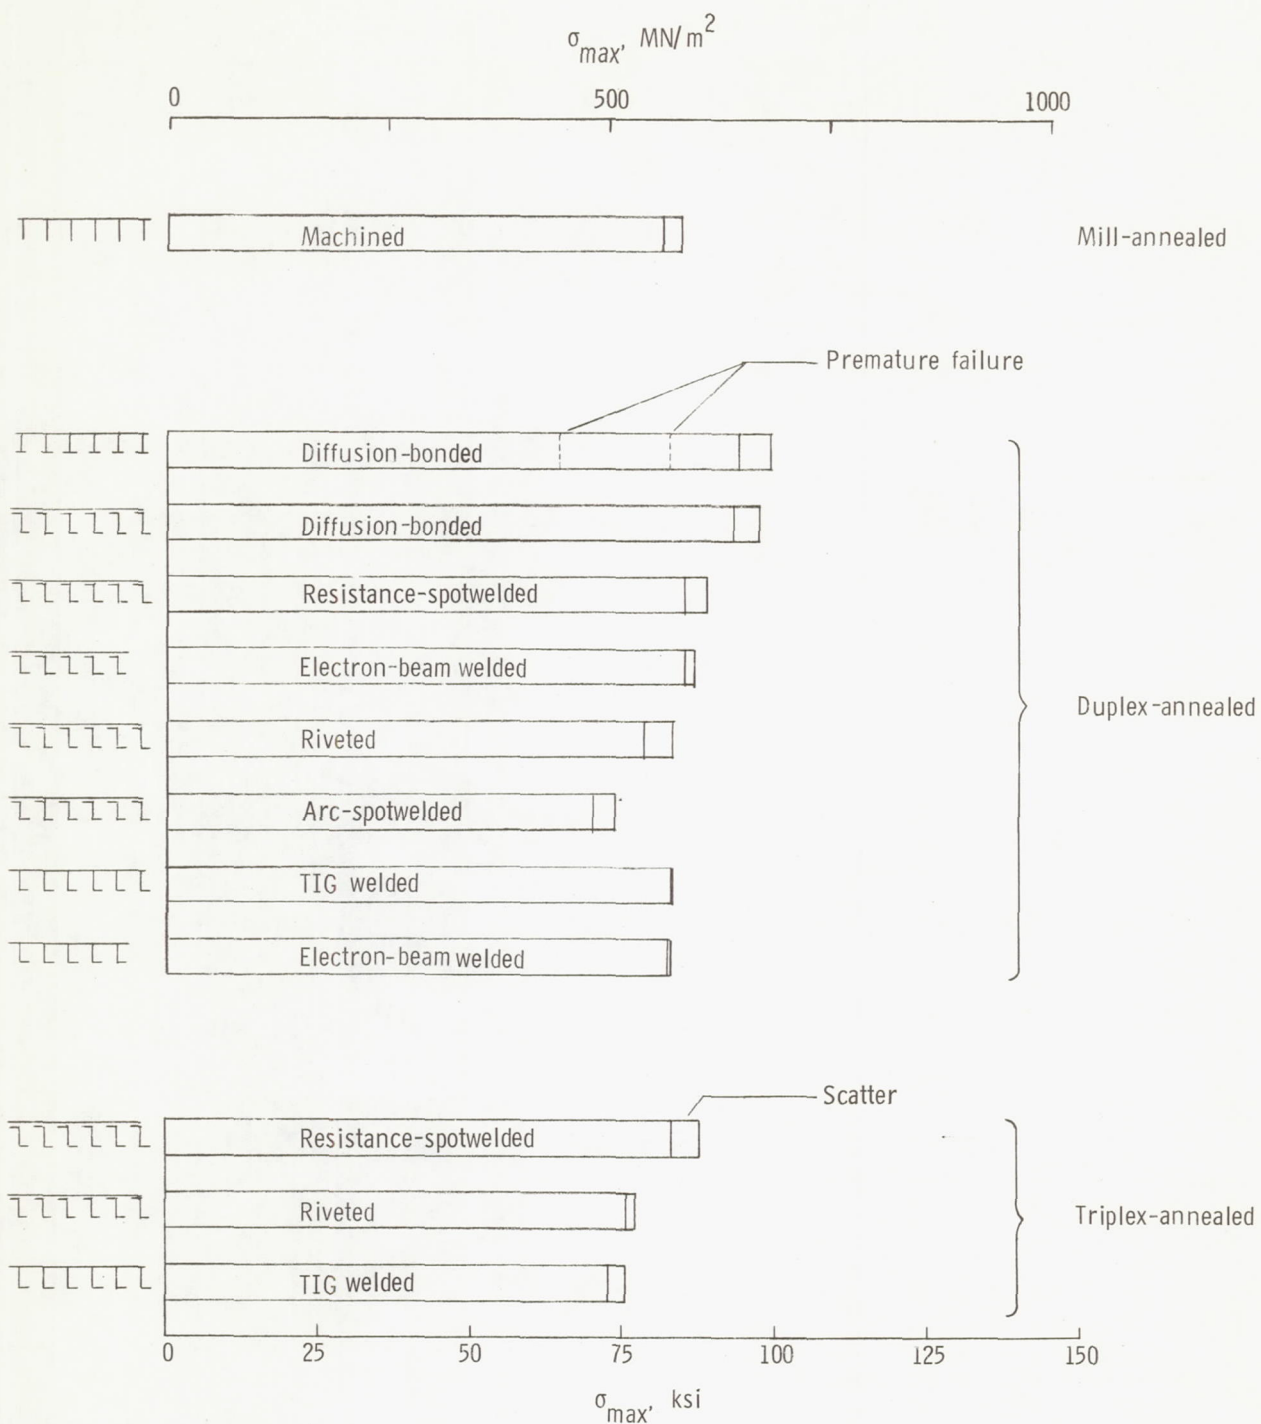 σmax, MN/m²
0 500 1000
Machined Mill-annealed
Premature failure
Diffusion-bonded
Diffusion-bonded
Resistance-spotwelded
Electron-beam welded
Riveted Duplex-annealed
Arc-spotwelded
TIG welded
Electron-beam welded
Scatter
Resistance-spotwelded
Riveted Triplex-annealed
TIG welded
0 25 50 75 100 125 150
σmax, ksi